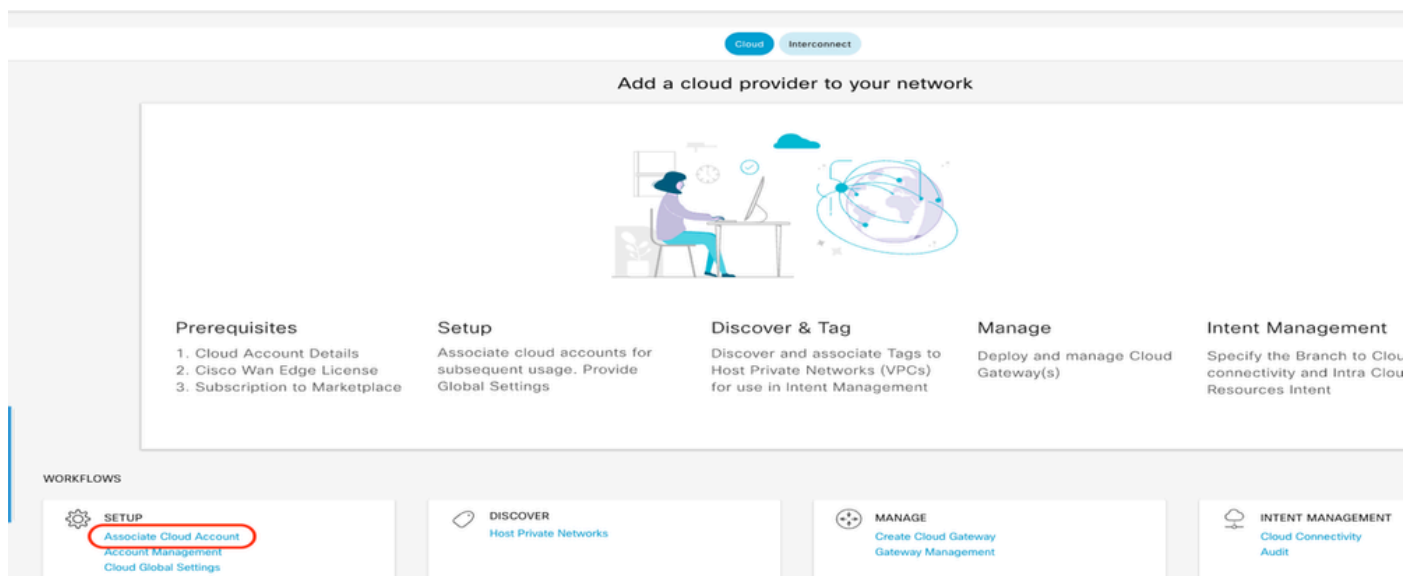 Cloud
Interconnect
Add a cloud provider to your network
Prerequisites
1. Cloud Account Details
2. Cisco Wan Edge License
3. Subscription to Marketplace
Setup
Associate cloud accounts for
subsequent usage. Provide
Global Settings
Discover & Tag
Discover and associate Tags to
Host Private Networks (VPCs)
for use in Intent Management
Manage
Deploy and manage Cloud
Gateway(s)
Intent Management
Specify the Branch to Clou
connectivity and Intra Clou
Resources Intent
WORKFLOWS
SETUP
Associate Cloud Account
Account Management
Cloud Global Settings
DISCOVER
Host Private Networks
MANAGE
Create Cloud Gateway
Gateway Management
INTENT MANAGEMENT
Cloud Connectivity
Audit